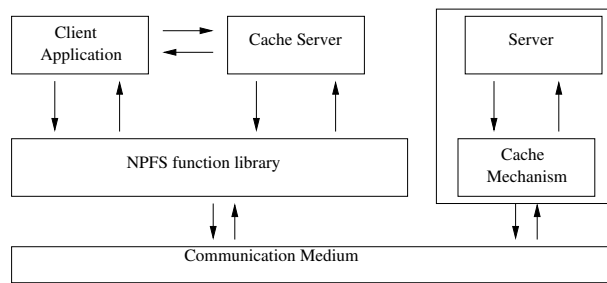 Client
Application
Cache Server
Server
NPFS function library
Cache
Mechanism
Communication Medium